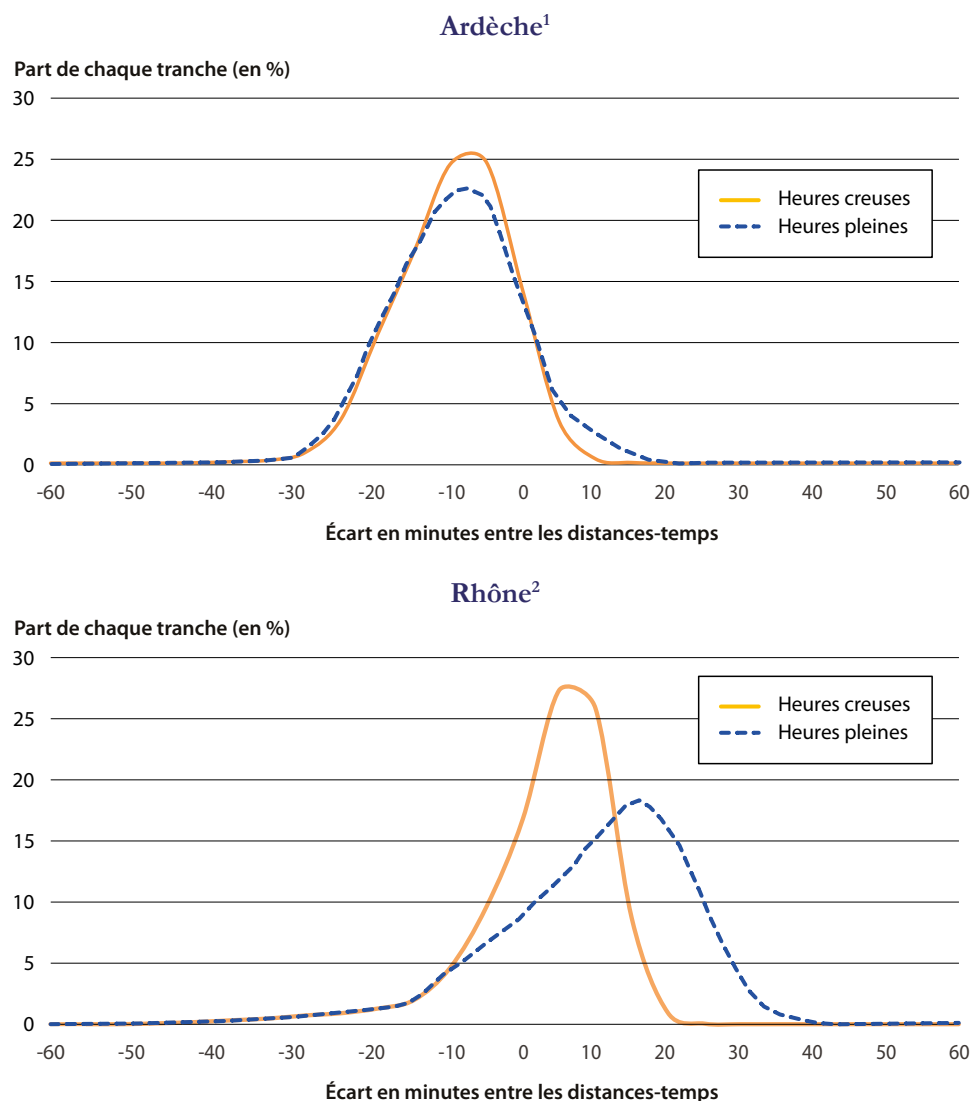 Ardèche¹
Part de chaque tranche (en %)
30
25
20
15
10
5
0
Heures creuses
Heures pleines
-60 -50 -40 -30 -20 -10 0 10 20 30 40 50 60
Écart en minutes entre les distances-temps
Rhône²
Part de chaque tranche (en %)
30
25
20
15
10
5
0
Heures creuses
Heures pleines
-60 -50 -40 -30 -20 -10 0 10 20 30 40 50 60
Écart en minutes entre les distances-temps